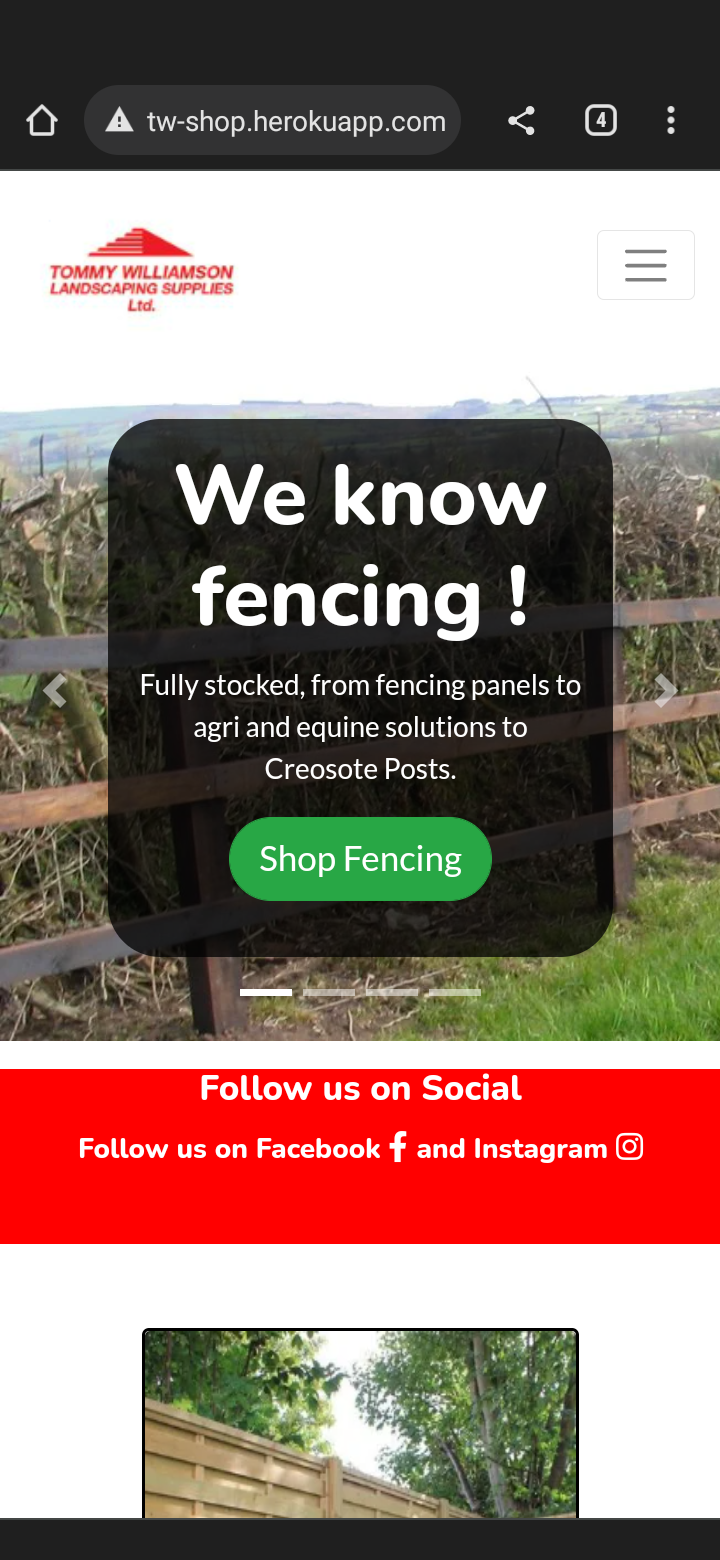 tw-shop.herokuapp.com
4
TOMMY WILLIAMSON
LANDSCAPING SUPPLIES
Ltd.
We know
fencing !
Fully stocked, from fencing panels to
agri and equine solutions to
Creosote Posts.
Shop Fencing
Follow us on Social
Follow us on Facebook and Instagram